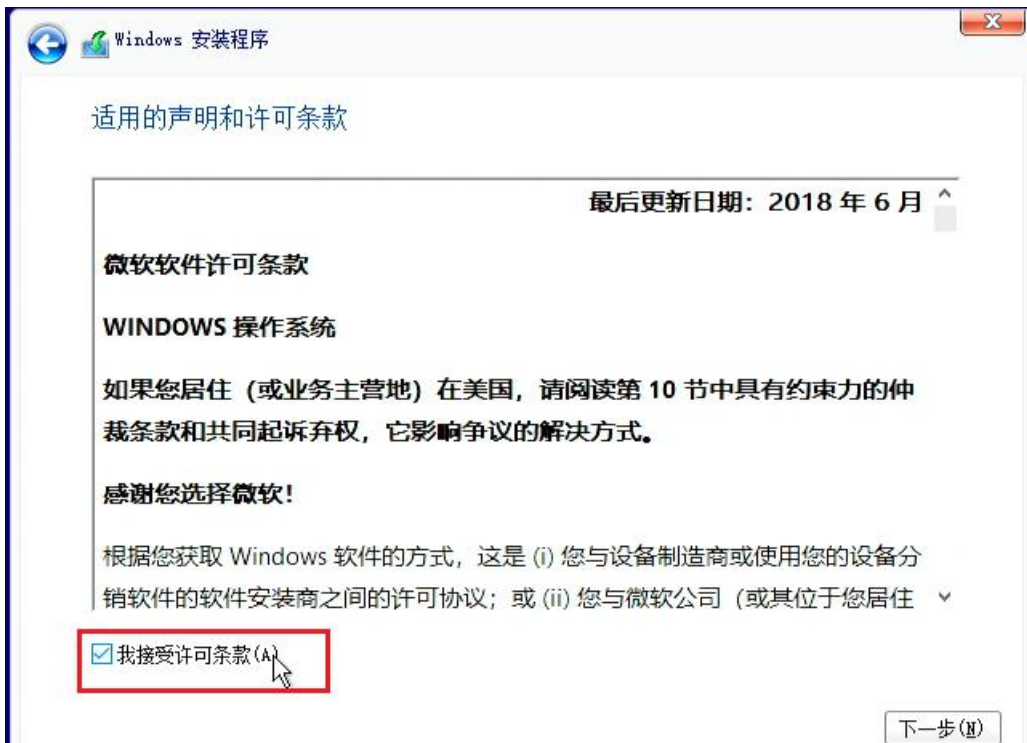 Windows 安装程序
适用的声明和许可条款
最后更新日期：2018 年 6 月
微软软件许可条款
WINDOWS 操作系统
如果您居住（或业务主营地）在美国，请阅读第 10 节中具有约束力的仲
裁条款和共同起诉弃权，它影响争议的解决方式。
感谢您选择微软！
根据您获取 Windows 软件的方式，这是 (i) 您与设备制造商或使用您的设备分
销软件的软件安装商之间的许可协议；或 (ii) 您与微软公司（或其位于您居住
我接受许可条款(A)
下一步(N)